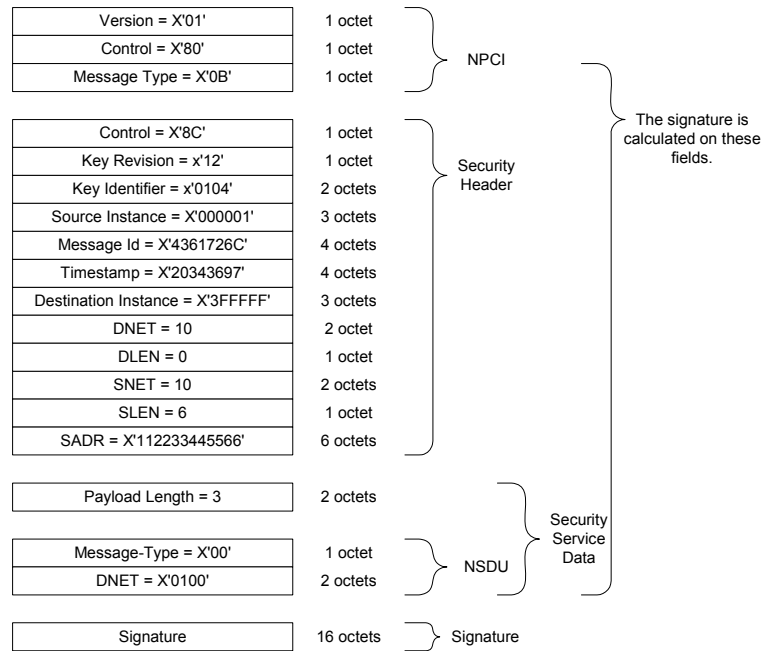 Version = X'01' 1 octet
Control = X'80' 1 octet
NPCI
Message Type = X'0B' 1 octet
The signature is
calculated on these
fields.
Control = X'8C' 1 octet
Key Revision = x'12' 1 octet
Security
Header
Key Identifier = x'0104' 2 octets
Source Instance = X'000001' 3 octets
Message Id = X'4361726C' 4 octets
Timestamp = X'20343697' 4 octets
Destination Instance = X'3FFFFF' 3 octets
DNET = 10 2 octet
DLEN = 0 1 octet
SNET = 10 2 octets
SLEN = 6 1 octet
SADR = X'112233445566' 6 octets
Payload Length = 3 2 octets
Security
Service
Data
Message-Type = X'00' 1 octet
NSDU
DNET = X'0100' 2 octets
Signature 16 octets Signature